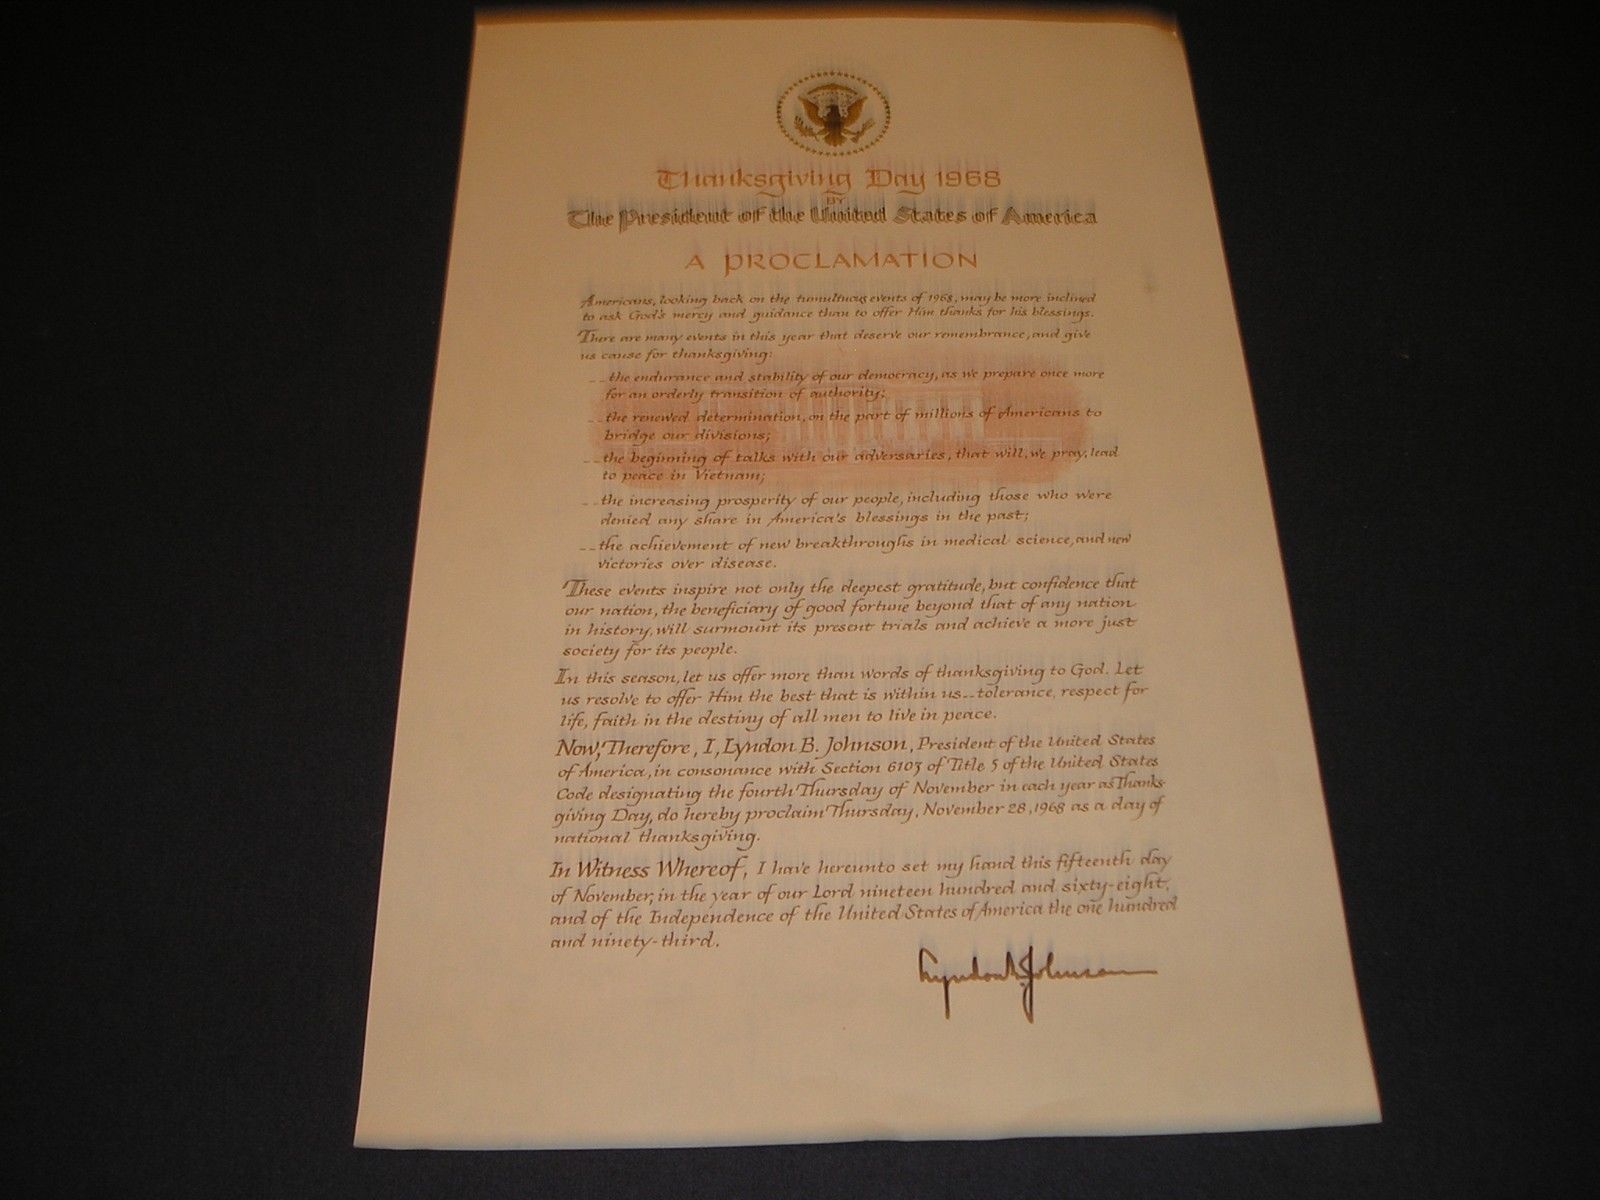 Thanksgiving Day 1968
BY
The President of the United States of America
A PROCLAMATION
Americans, looking back on the tumultuous events of 1968, may be more inclined
to ask God's mercy and guidance than to offer Him thanks for his blessings.
There are many events in this year that deserve our remembrance, and give
us cause for thanksgiving:
--the endurance and stability of our democracy, as we prepare once more
for an orderly transition of authority;
--the renewed determination, on the part of millions of Americans to
bridge our divisions;
--the beginning of talks with our adversaries, that will, we pray, lead
to peace in Vietnam;
--the increasing prosperity of our people, including those who were
denied any share in America's blessings in the past;
--the achievement of new breakthroughs in medical science, and new
victories over disease.
These events inspire not only the deepest gratitude, but confidence that
our nation, the beneficiary of good fortune beyond that of any nation
in history, will surmount its present trials and achieve a more just
society for its people.
In this season, let us offer more than words of thanksgiving to God. Let
us resolve to offer Him the best that is within us--tolerance, respect for
life, faith in the destiny of all men to live in peace.
Now, Therefore, I, Lyndon B. Johnson, President of the United States
of America, in consonance with Section 6103 of Title 5 of the United States
Code designating the fourth Thursday of November in each year as Thanks-
giving Day, do hereby proclaim Thursday, November 28, 1968 as a day of
national thanksgiving.
In Witness Whereof, I have hereunto set my hand this fifteenth day
of November, in the year of our Lord nineteen hundred and sixty-eight,
and of the Independence of the United States of America the one hundred
and ninety-third.
Lyndon B. Johnson